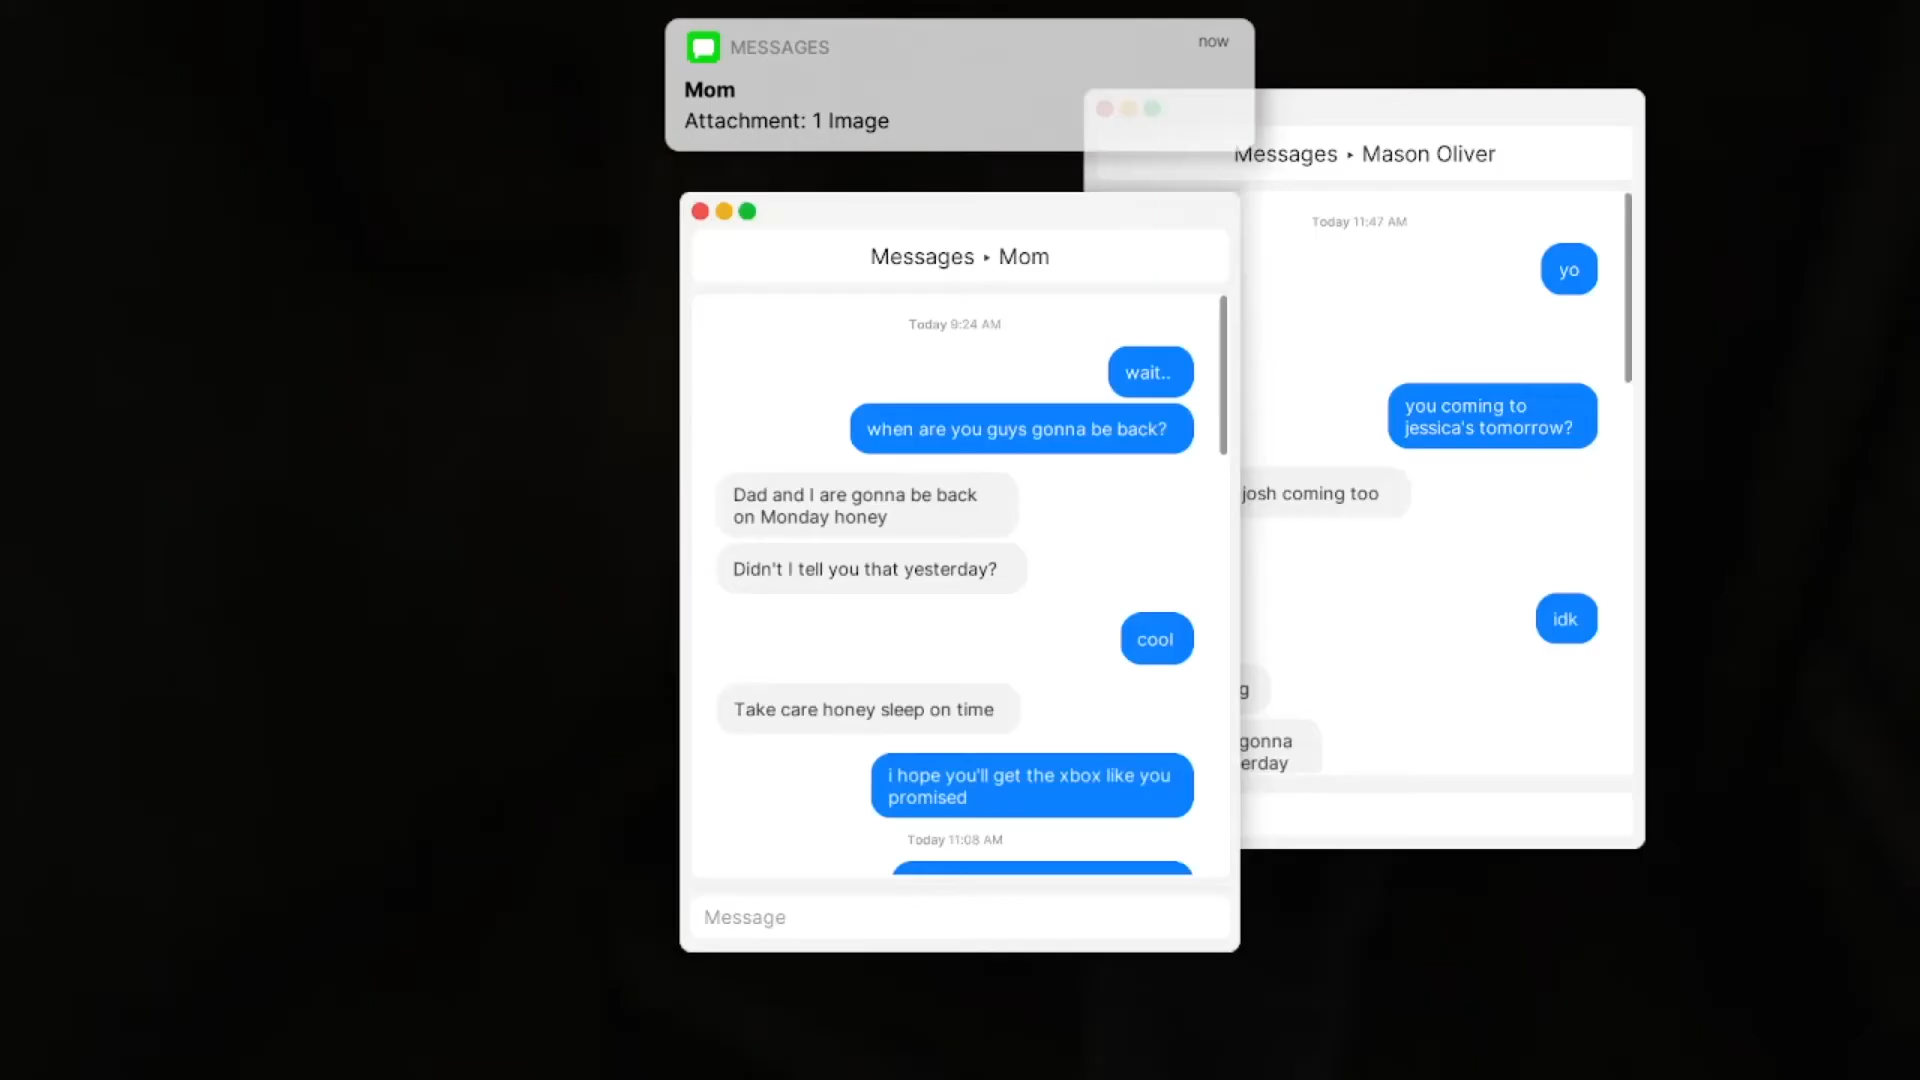 MESSAGES
now
Mom
Attachment: 1 Image
Messages ‣ Mason Oliver
Today 11:47 AM
yo
you coming to
jessica's tomorrow?
josh coming too
idk
g
gonna
erday
Messages ‣ Mom
Today 9:24 AM
wait..
when are you guys gonna be back?
Dad and I are gonna be back
on Monday honey
Didn't I tell you that yesterday?
cool
Take care honey sleep on time
i hope you'll get the xbox like you
promised
Today 11:08 AM
Message